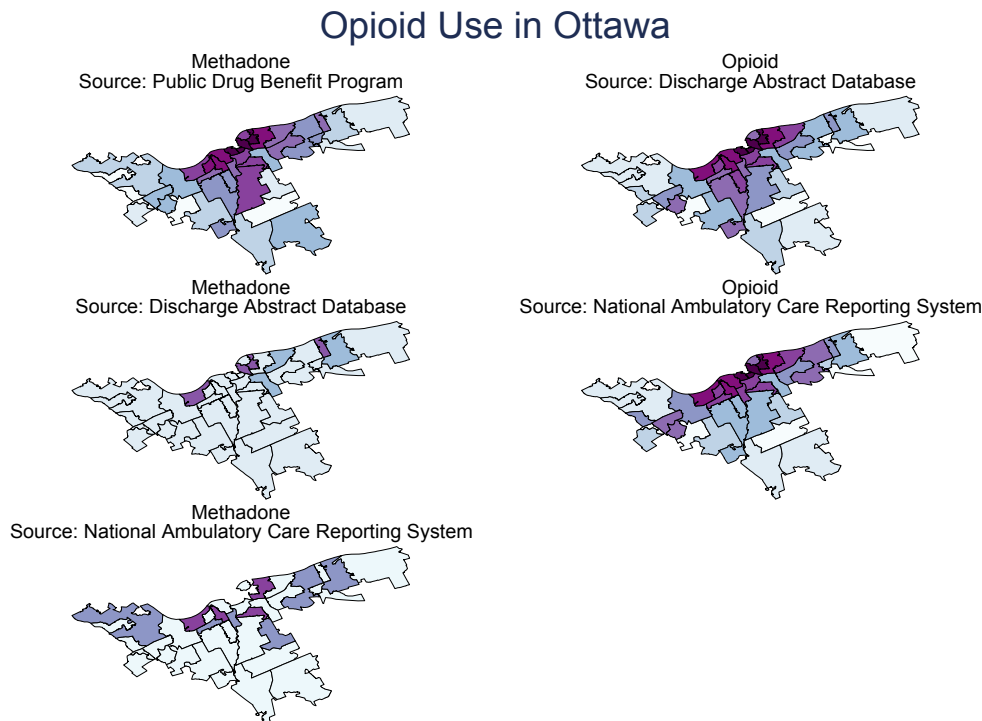 Opioid Use in Ottawa
Methadone
Source: Public Drug Benefit Program
Opioid
Source: Discharge Abstract Database
Methadone
Source: Discharge Abstract Database
Opioid
Source: National Ambulatory Care Reporting System
Methadone
Source: National Ambulatory Care Reporting System